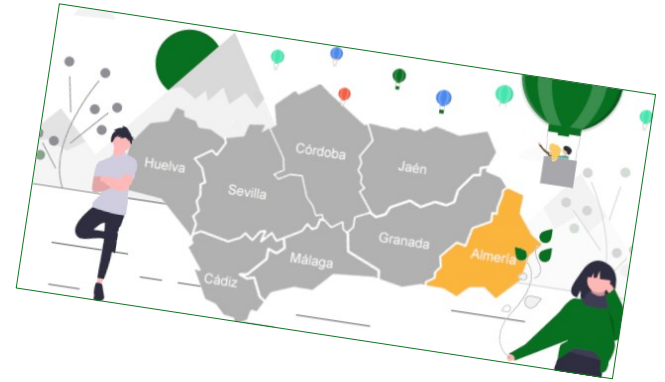 Córdoba
Jaén
Huelva
Sevilla
Granada
Almería
Málaga
Cádiz